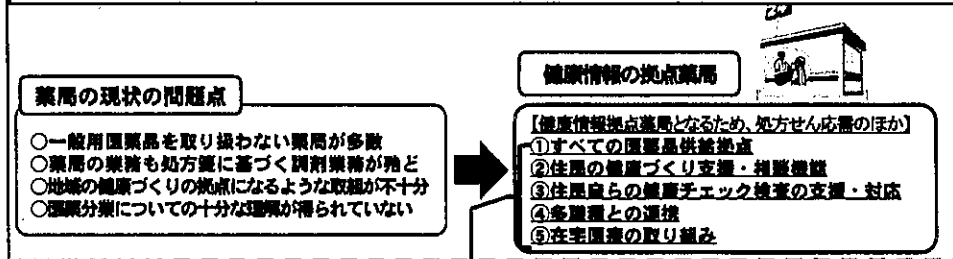 薬局の現状の問題点
○一般用医薬品を取り扱わない薬局が多数
○薬局の業務も処方箋に基づく調剤業務が殆ど
○地域の健康づくりの拠点になるような取組が不十分
○医薬分業についての十分な理解が得られていない
健康情報の拠点薬局
【健康情報拠点薬局となるため、処方せん応需のほか】
①すべての医薬品供給拠点
②住民の健康づくり支援・相談機能
③住民自らの健康チェック検査の支援・対応
④多職種との連携
⑤在宅医療の取り組み